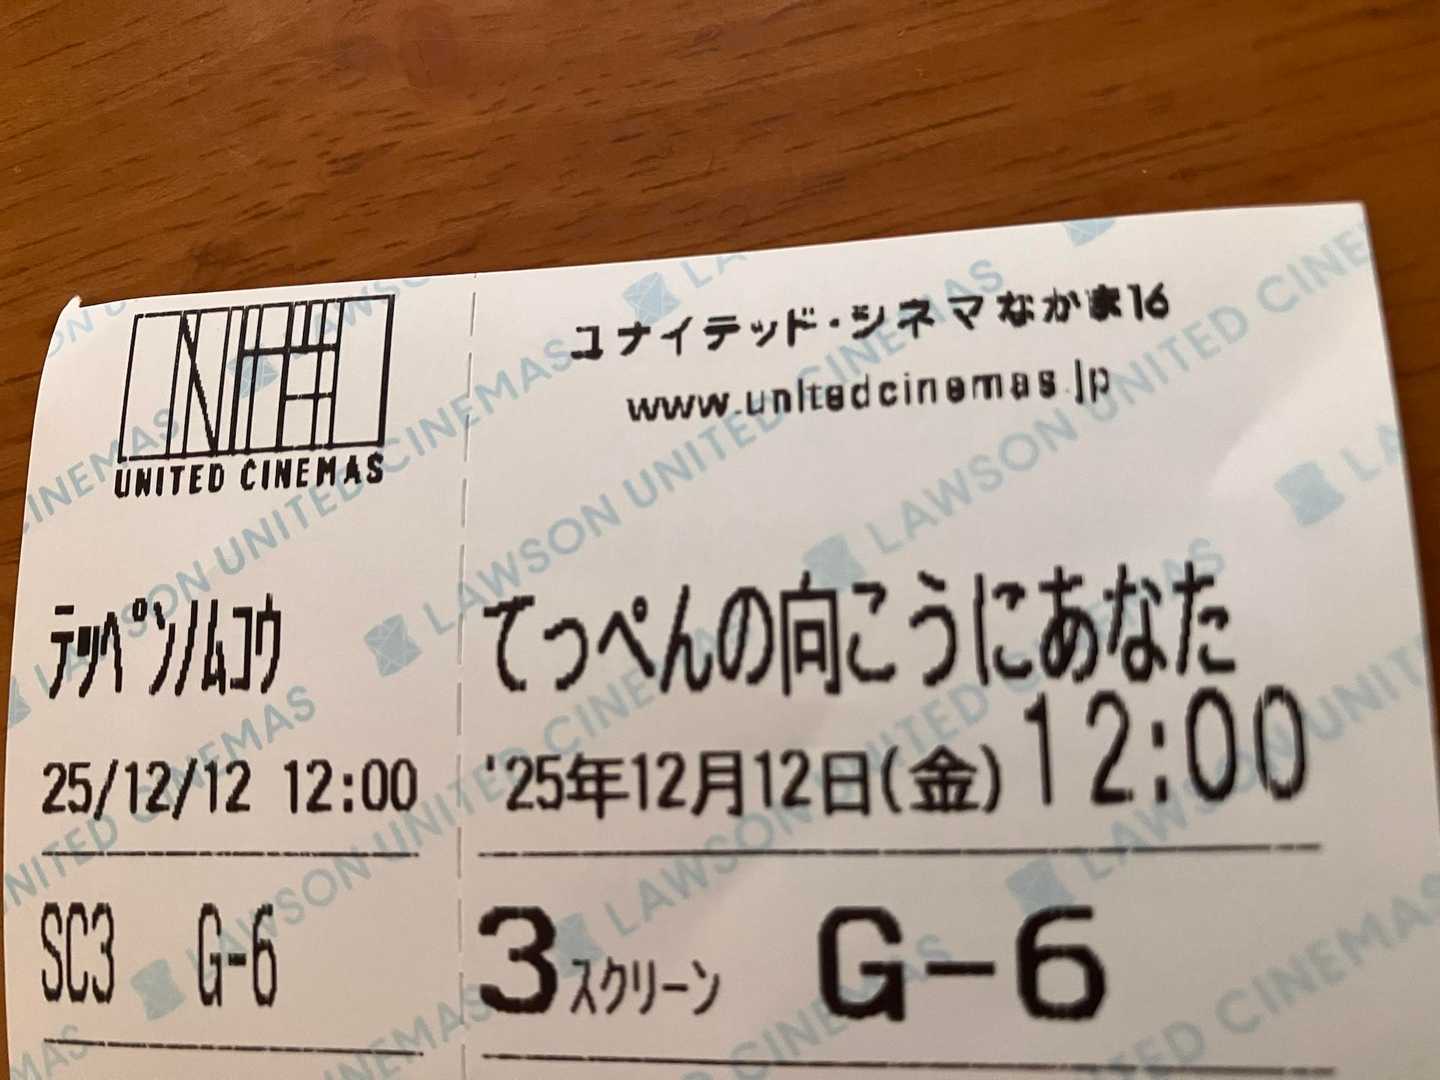 UNITED CINEMAS
ユナイテッド・シネマなかま16
www.unitedcinemas.jp
ﾃｯﾍﾟﾝﾉﾑｺｳ
25/12/12 12:00
SC3 G-6
てっぺんの向こうにあなた
'25年12月12日(金) 12:00
3スクリーン G-6
LAWSON UNITED CINEMAS